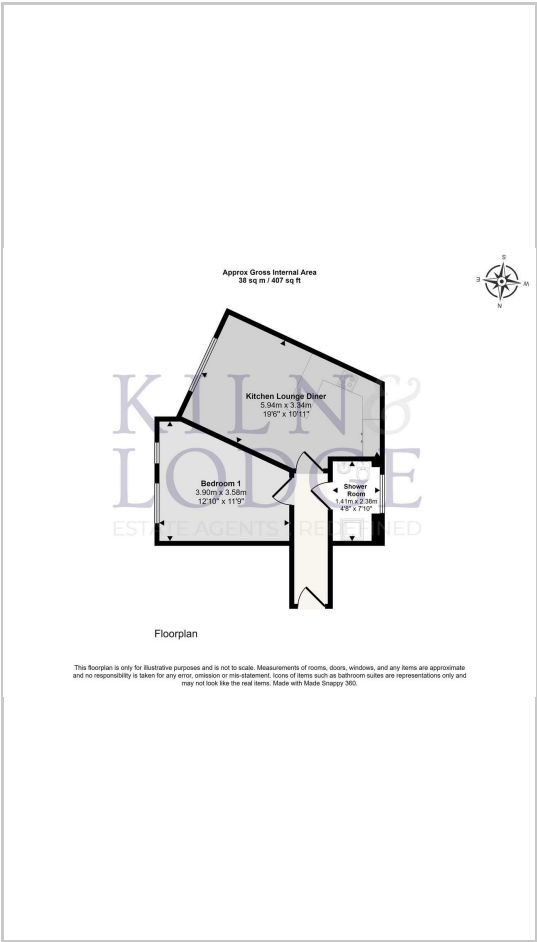 Approx Gross Internal Area
38 sq m / 407 sq ft
S
E
W
N
KILN &
LODGE
ESTATE AGENTS REDEFINED
Kitchen Lounge Diner
5.94m x 3.34m
19'6" x 10'11"
Bedroom 1
3.90m x 3.58m
12'10" x 11'9"
Shower
Room
1.41m x 2.38m
4'8" x 7'10"
Floorplan
This floorplan is only for illustrative purposes and is not to scale. Measurements of rooms, doors, windows, and any items are approximate
and no responsibility is taken for any error, omission or mis-statement. Icons of items such as bathroom suites are representations only and
may not look like the real items. Made with Made Snappy 360.